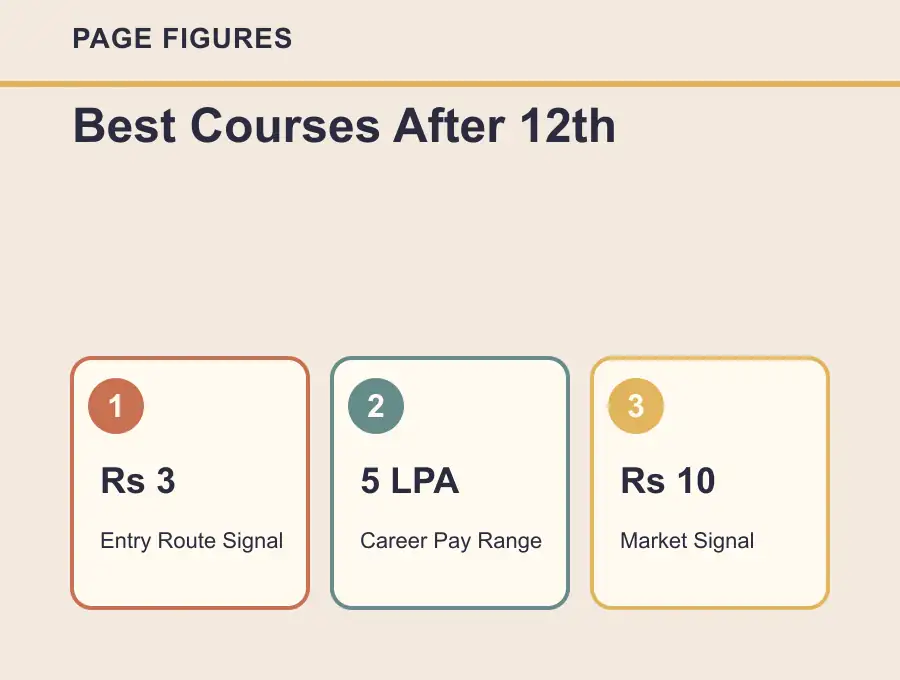 PAGE FIGURES
Best Courses After 12th
1
Rs 3
Entry Route Signal
2
5 LPA
Career Pay Range
3
Rs 10
Market Signal